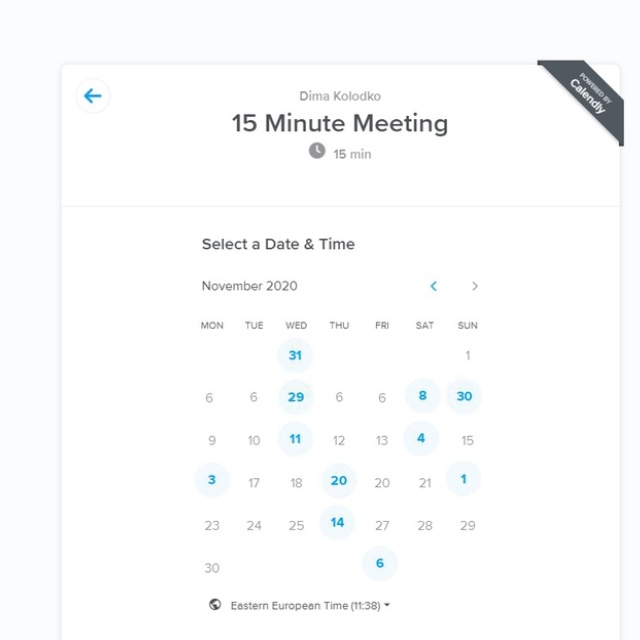 POWERED BY
Calendly
Dima Kolodko
15 Minute Meeting
15 min
Select a Date & Time
November 2020
MON TUE WED THU FRI SAT SUN
31 1
6 6 29 6 6 8 30
9 10 11 12 13 4 15
3 17 18 20 20 21 1
23 24 25 14 27 28 29
30 6
Eastern European Time (11:38)